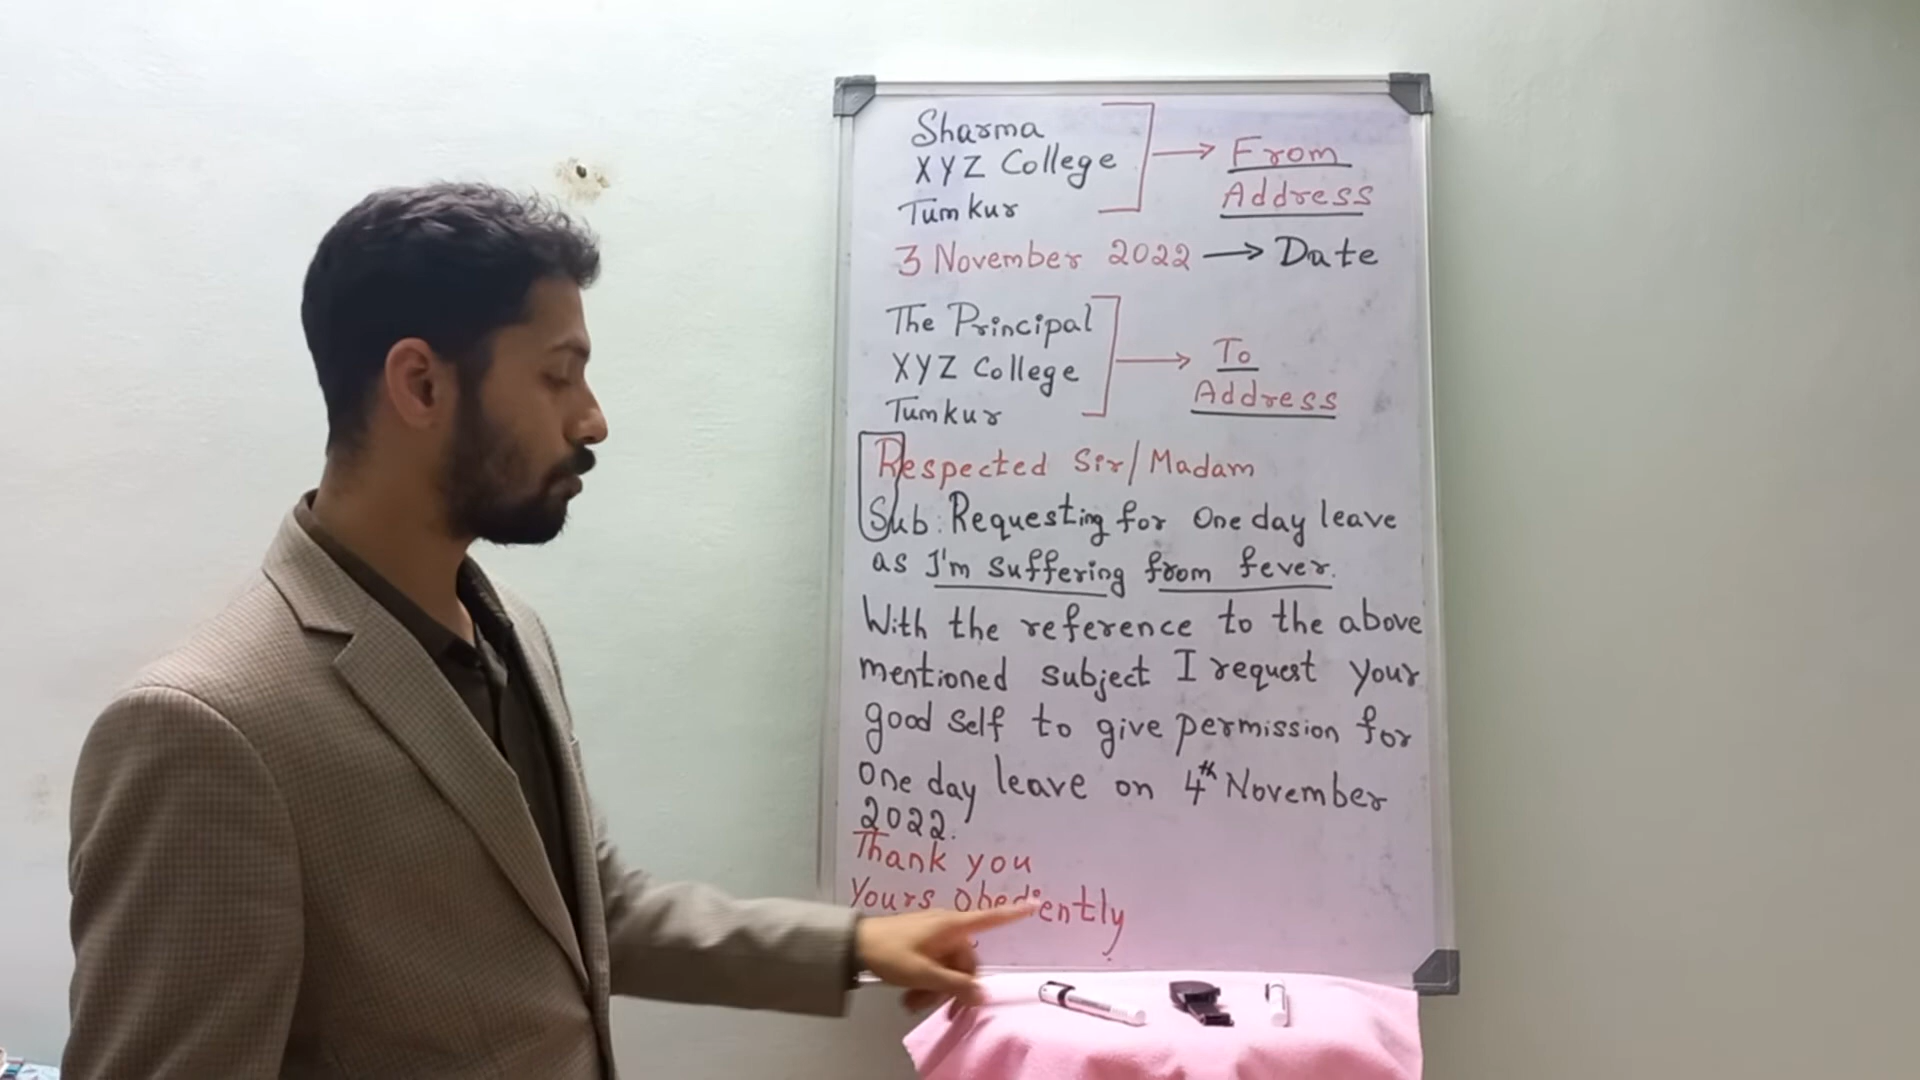 Sharma
XYZ College
Tumkur
From
Address
3 November 2022 → Date
The Principal
XYZ College
Tumkur
To
Address
Respected Sir/Madam
Sub: Requesting for One day leave
as I'm suffering from fever.
With the reference to the above
mentioned subject I request your
good self to give permission for
One day leave on 4th November
2022.
Thank you
Yours Obediently